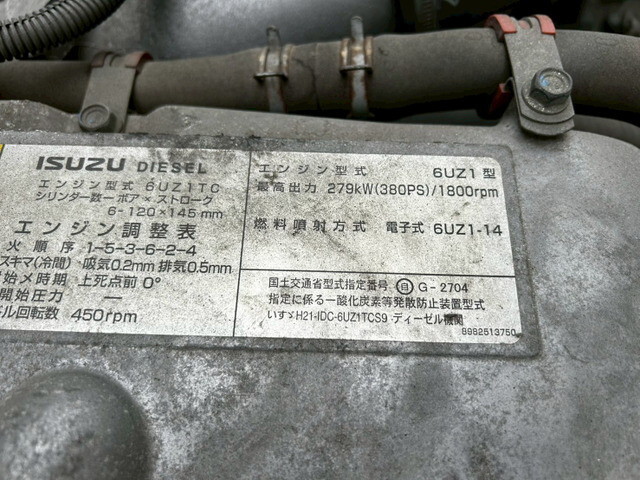 ISUZU DIESEL
エンジン型式 6UZ1TC
シリンダ数ーボア × ストローク
6-120×145mm
エンジン調整表
火順序 1-5-3-6-2-4
スキマ(冷間) 吸気0.2mm 排気0.5mm
始め時期 上死点前 0°
開始圧力 ―
ル回転数 450rpm
エンジン型式 6UZ1型
最高出力 279kW(380PS)/1800rpm
燃料噴射方式 電子式 6UZ1-14
国土交通省型式指定番号 自 G-2704
指定に係る一酸化炭素等発散防止装置型式
いすゞH21-IDC-6UZ1TCS9 ディーゼル機関
8982513750